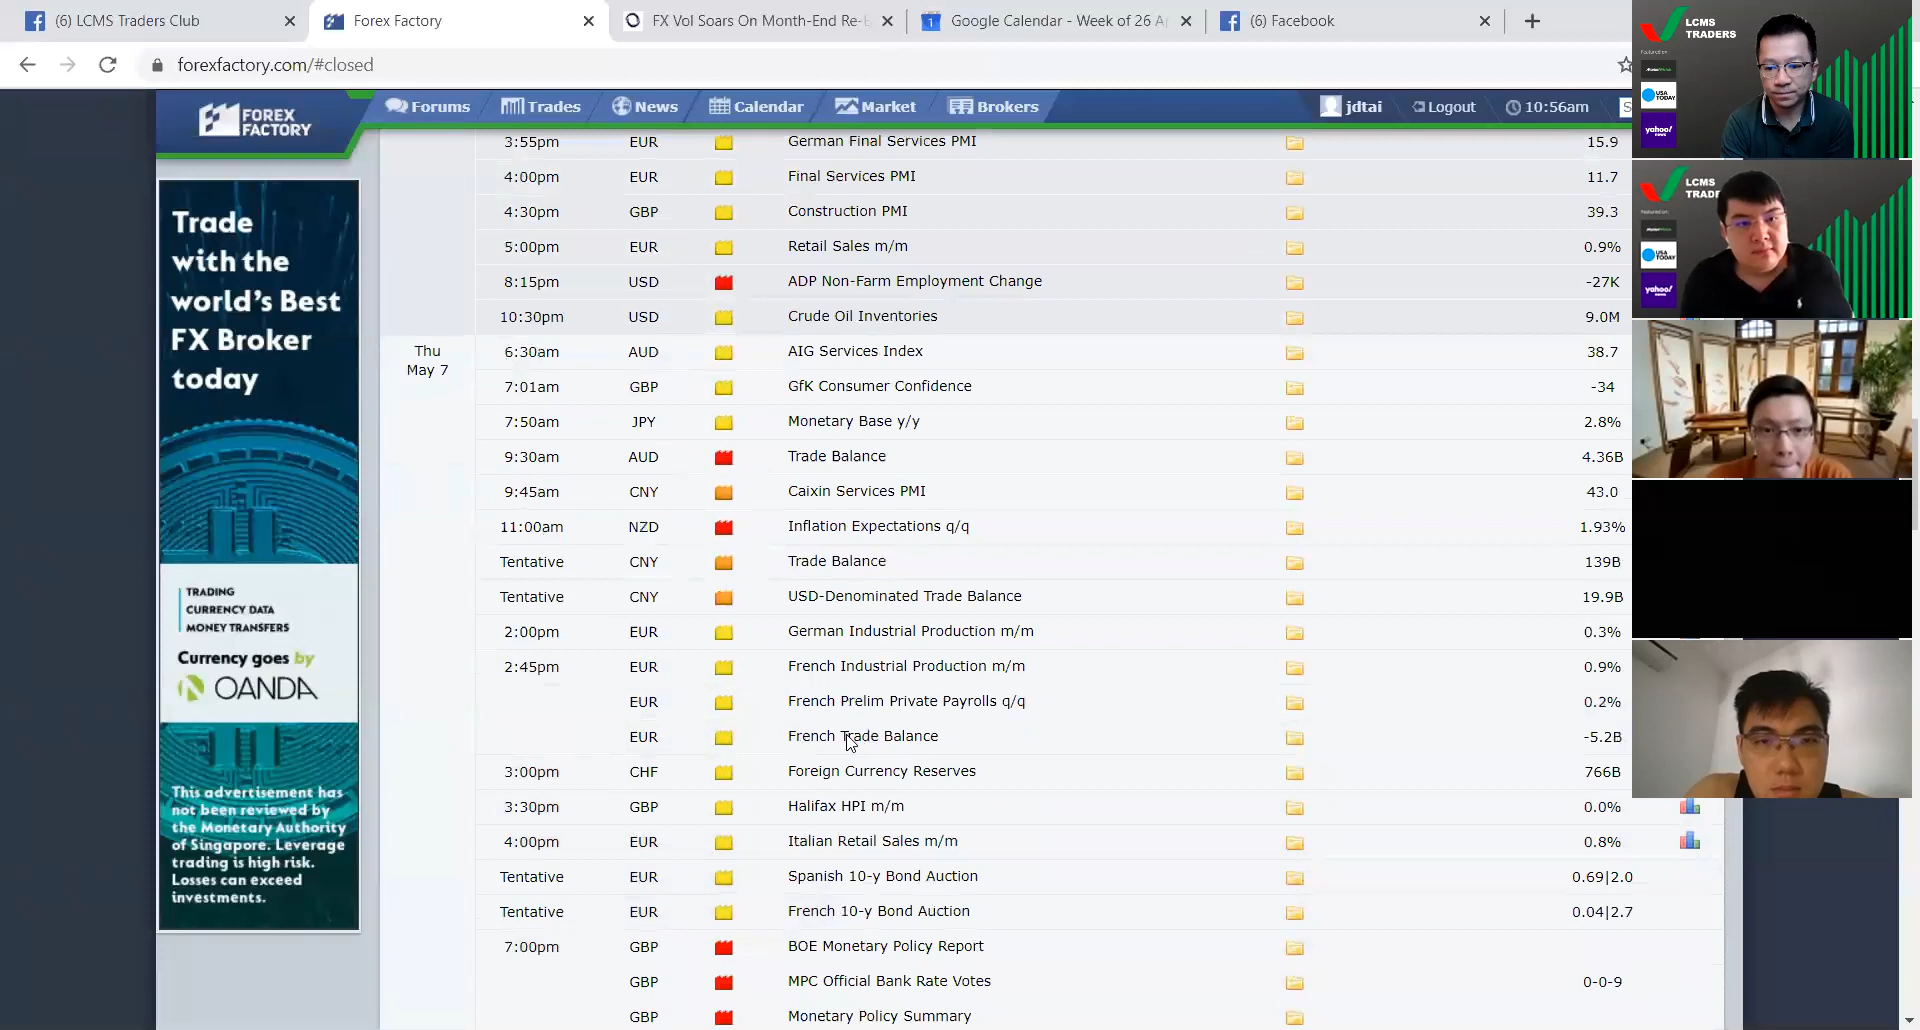 (6) LCMS Traders Club
Forex Factory
FX Vol Soars On Month-End Re-
Google Calendar - Week of 26 A
(6) Facebook
forexfactory.com/#closed
FOREX FACTORY
Forums
Trades
News
Calendar
Market
Brokers
jdtai
Logout
10:56am
S
3:55pm EUR German Final Services PMI 15.9
4:00pm EUR Final Services PMI 11.7
4:30pm GBP Construction PMI 39.3
5:00pm EUR Retail Sales m/m 0.9%
8:15pm USD ADP Non-Farm Employment Change -27K
10:30pm USD Crude Oil Inventories 9.0M
Thu
May 7
6:30am AUD AIG Services Index 38.7
7:01am GBP GfK Consumer Confidence -34
7:50am JPY Monetary Base y/y 2.8%
9:30am AUD Trade Balance 4.36B
9:45am CNY Caixin Services PMI 43.0
11:00am NZD Inflation Expectations q/q 1.93%
Tentative CNY Trade Balance 139B
Tentative CNY USD-Denominated Trade Balance 19.9B
2:00pm EUR German Industrial Production m/m 0.3%
2:45pm EUR French Industrial Production m/m 0.9%
EUR French Prelim Private Payrolls q/q 0.2%
EUR French Trade Balance -5.2B
3:00pm CHF Foreign Currency Reserves 766B
3:30pm GBP Halifax HPI m/m 0.0%
4:00pm EUR Italian Retail Sales m/m 0.8%
Tentative EUR Spanish 10-y Bond Auction 0.69|2.0
Tentative EUR French 10-y Bond Auction 0.04|2.7
7:00pm GBP BOE Monetary Policy Report
GBP MPC Official Bank Rate Votes 0-0-9
GBP Monetary Policy Summary
Trade
with the
world's Best
FX Broker
today
TRADING
CURRENCY DATA
MONEY TRANSFERS
Currency goes by
OANDA
This advertisement has
not been reviewed by
the Monetary Authority
of Singapore. Leverage
trading is high risk.
Losses can exceed
investments.
LCMS
TRADERS
USA
TODAY
yahoo!
news
LCMS
TRADE
USA
TODAY
yahoo!
news